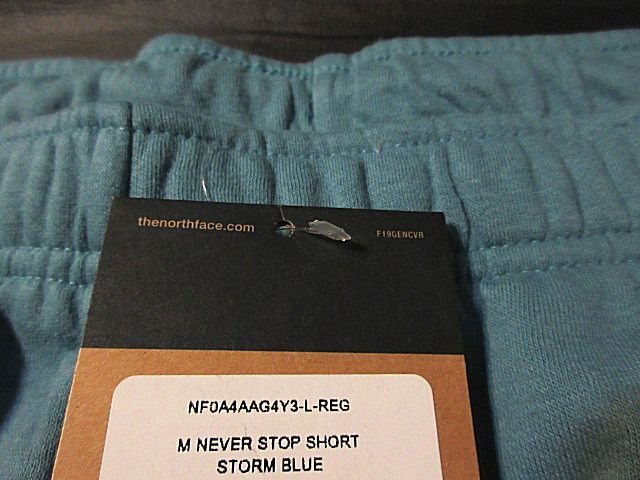 thenorthface.com F19GENCVR
NF0A4AAG4Y3-L-REG
M NEVER STOP SHORT
STORM BLUE